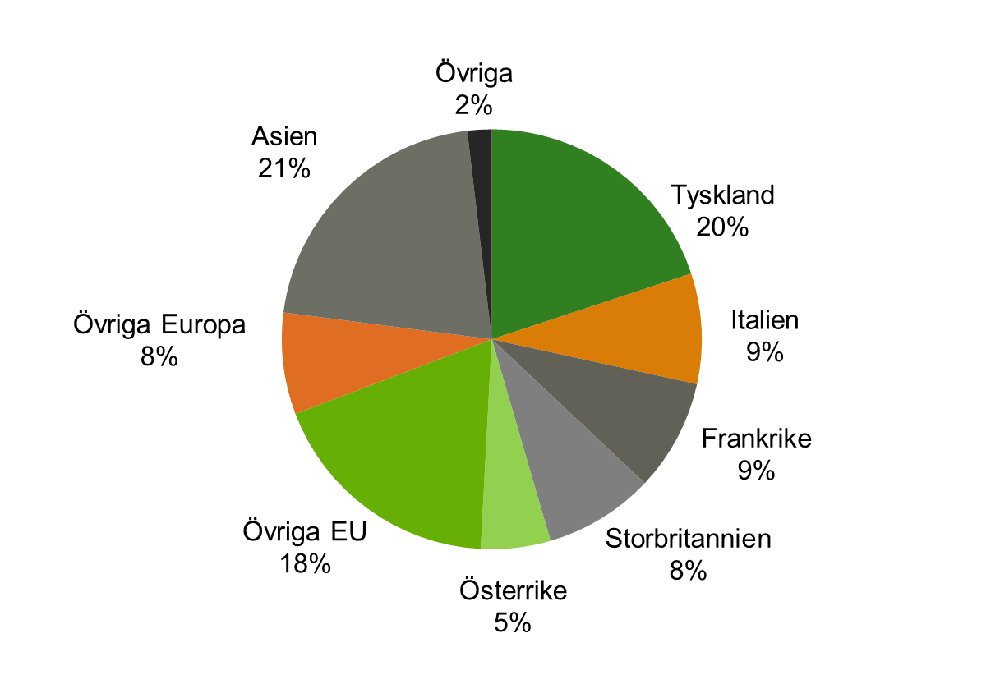 Övriga
2%
Asien
21%
Tyskland
20%
Italien
9%
Övriga Europa
8%
Frankrike
9%
Övriga EU
18%
Storbritannien
8%
Österrike
5%